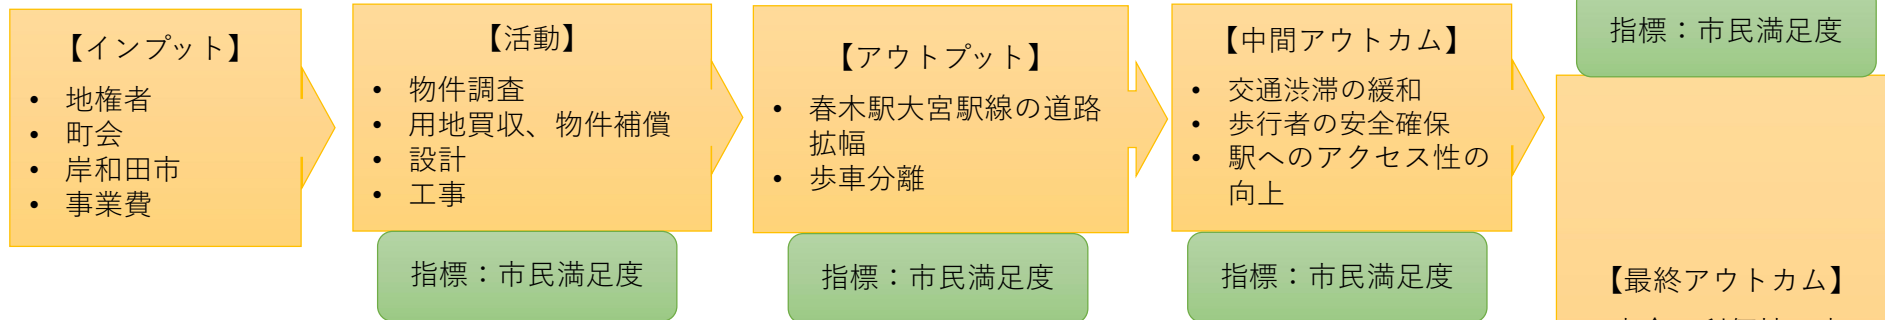 【インプット】
• 地権者
• 町会
• 岸和田市
• 事業費
【活動】
• 物件調査
• 用地買収、物件補償
• 設計
• 工事
指標：市民満足度
【アウトプット】
• 春木駅大宮駅線の道路
拡幅
• 歩車分離
指標：市民満足度
【中間アウトカム】
• 交通渋滞の緩和
• 歩行者の安全確保
• 駅へのアクセス性の
向上
指標：市民満足度
指標：市民満足度
【最終アウトカム】